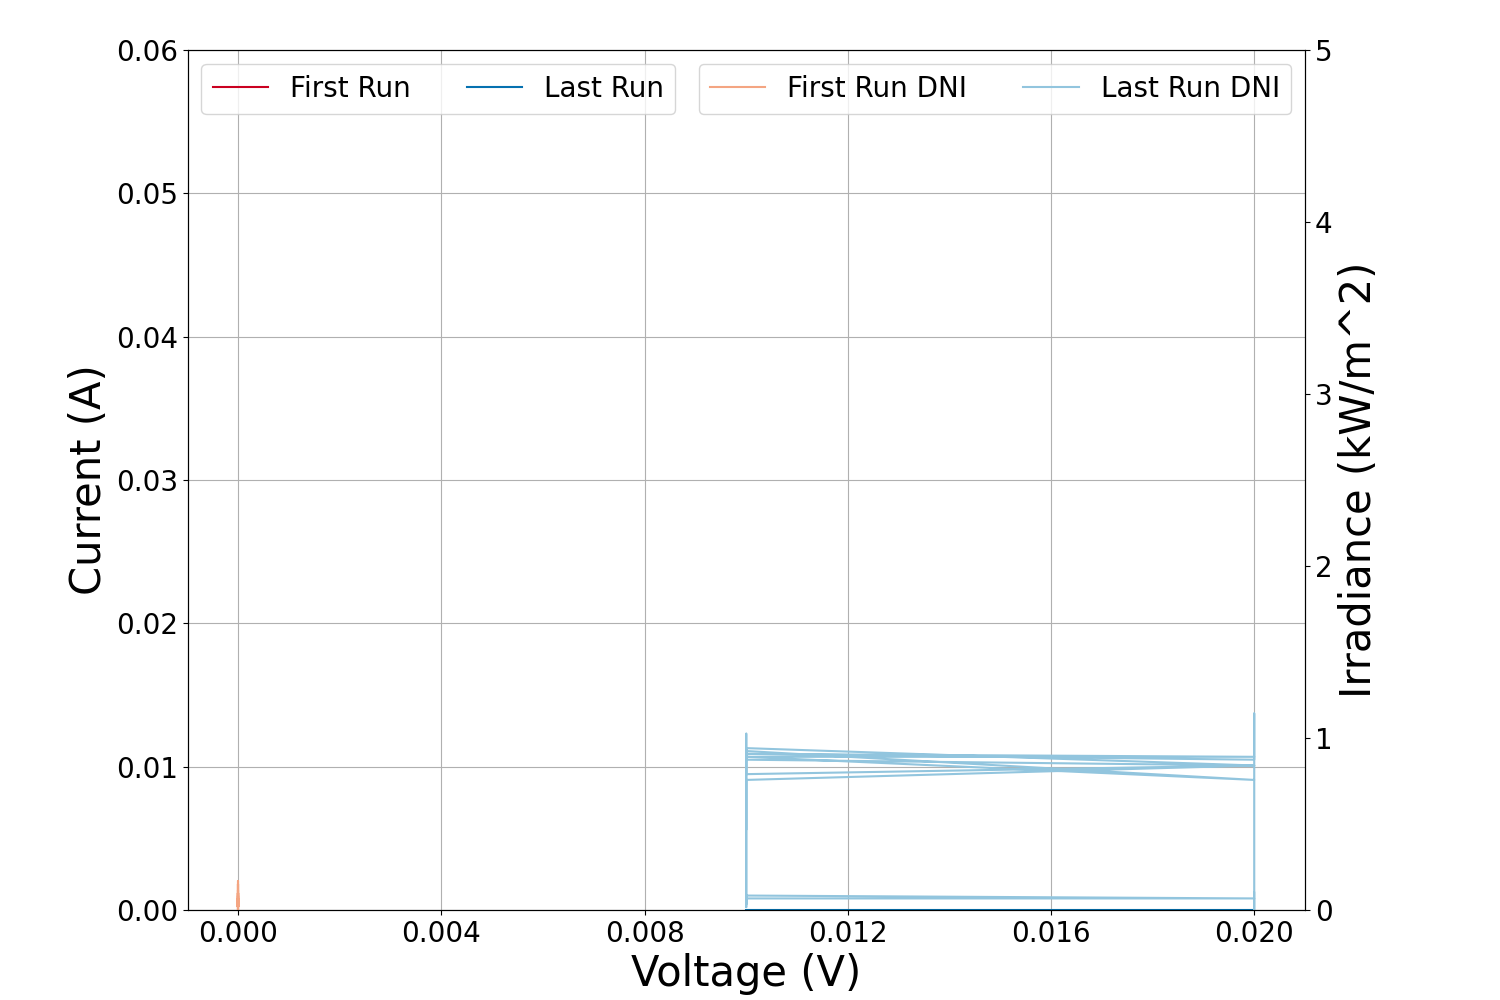 0.06
0.05
0.04
0.03
0.02
0.01
0.00
Current (A)
First Run
Last Run
First Run DNI
Last Run DNI
5
4
3
2
1
0
Irradiance (kW/m^2)
0.000
0.004
0.008
0.012
0.016
0.020
Voltage (V)